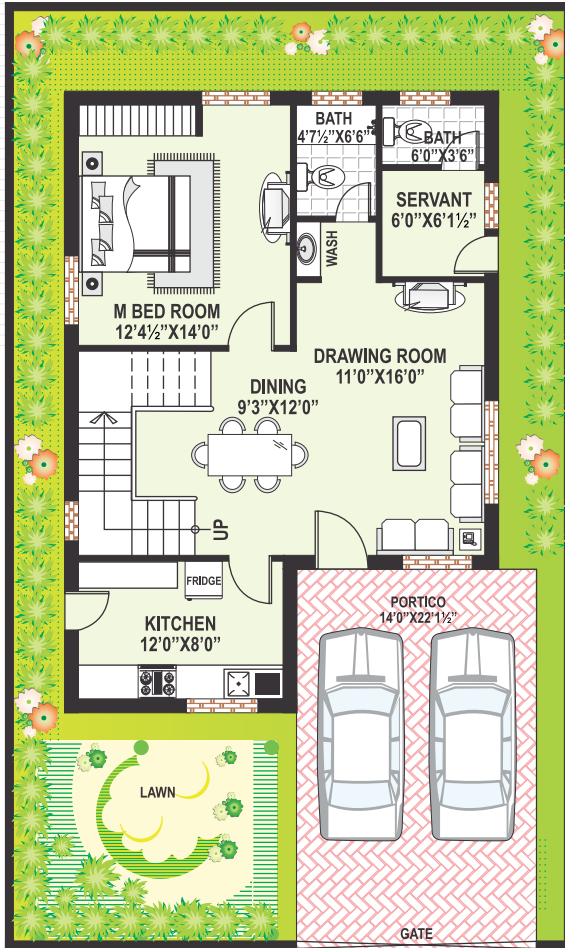 BATH
4'7½"X6'6"
BATH
6'0"X3'6"
SERVANT
6'0"X6'1½"
WASH
M BED ROOM
12'4½"X14'0"
DRAWING ROOM
11'0"X16'0"
DINING
9'3"X12'0"
UP
FRIDGE
KITCHEN
12'0"X8'0"
PORTICO
14'0"X22'1½"
LAWN
GATE